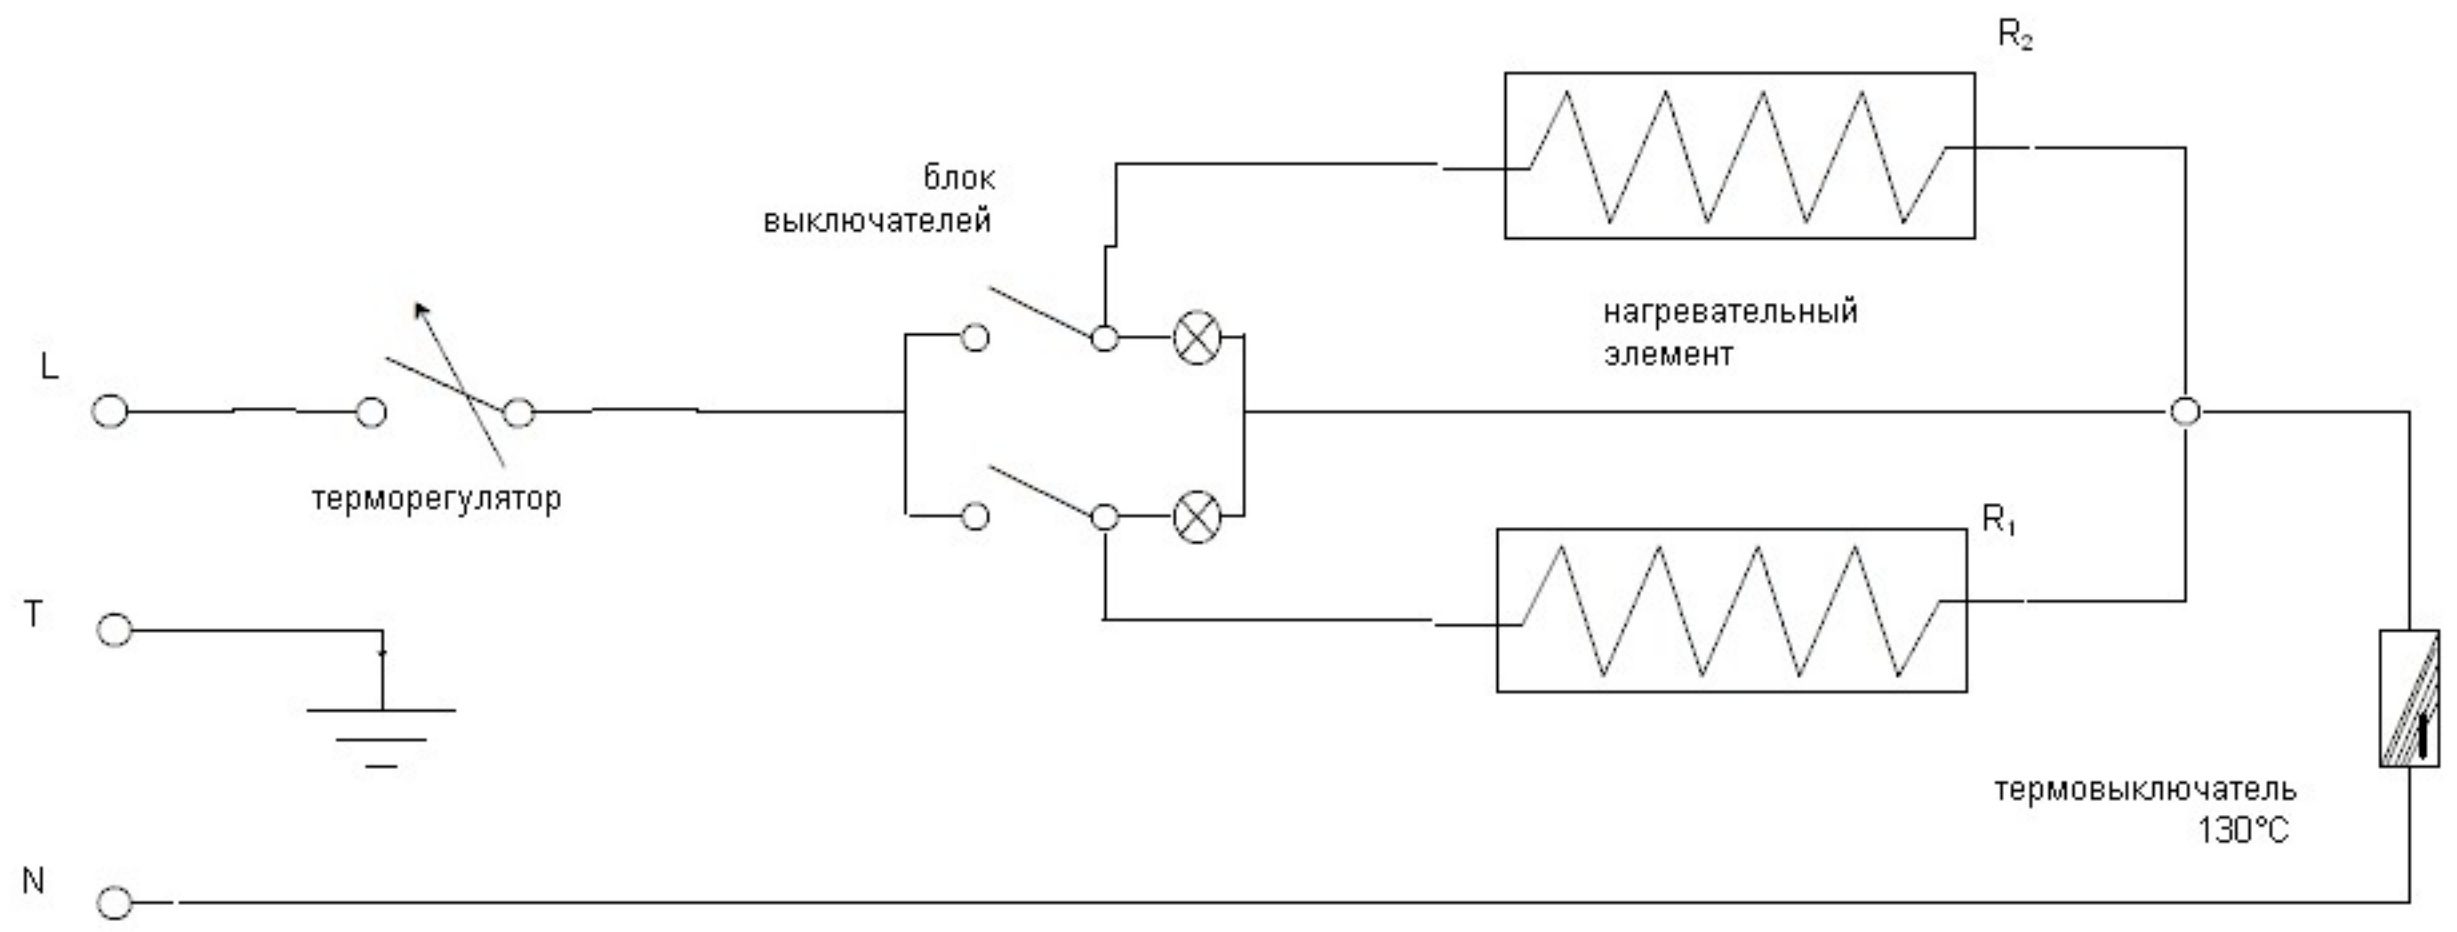 R₂
блок
выключателей
нагревательный
элемент
L
терморегулятор
R₁
T
термовыключатель
130°C
N